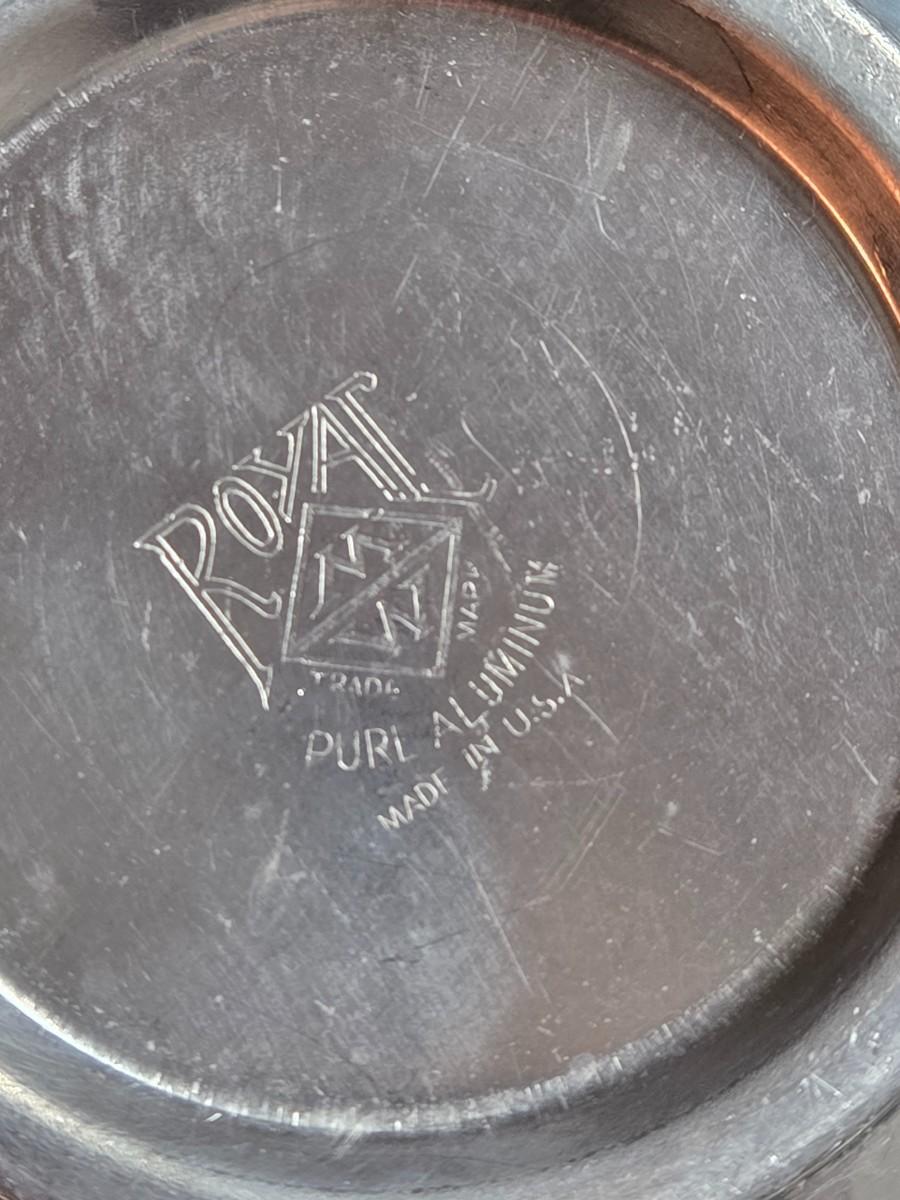 ROYAL
M
W
TRADE MARK
PURE ALUMINUM
MADE IN U.S.A